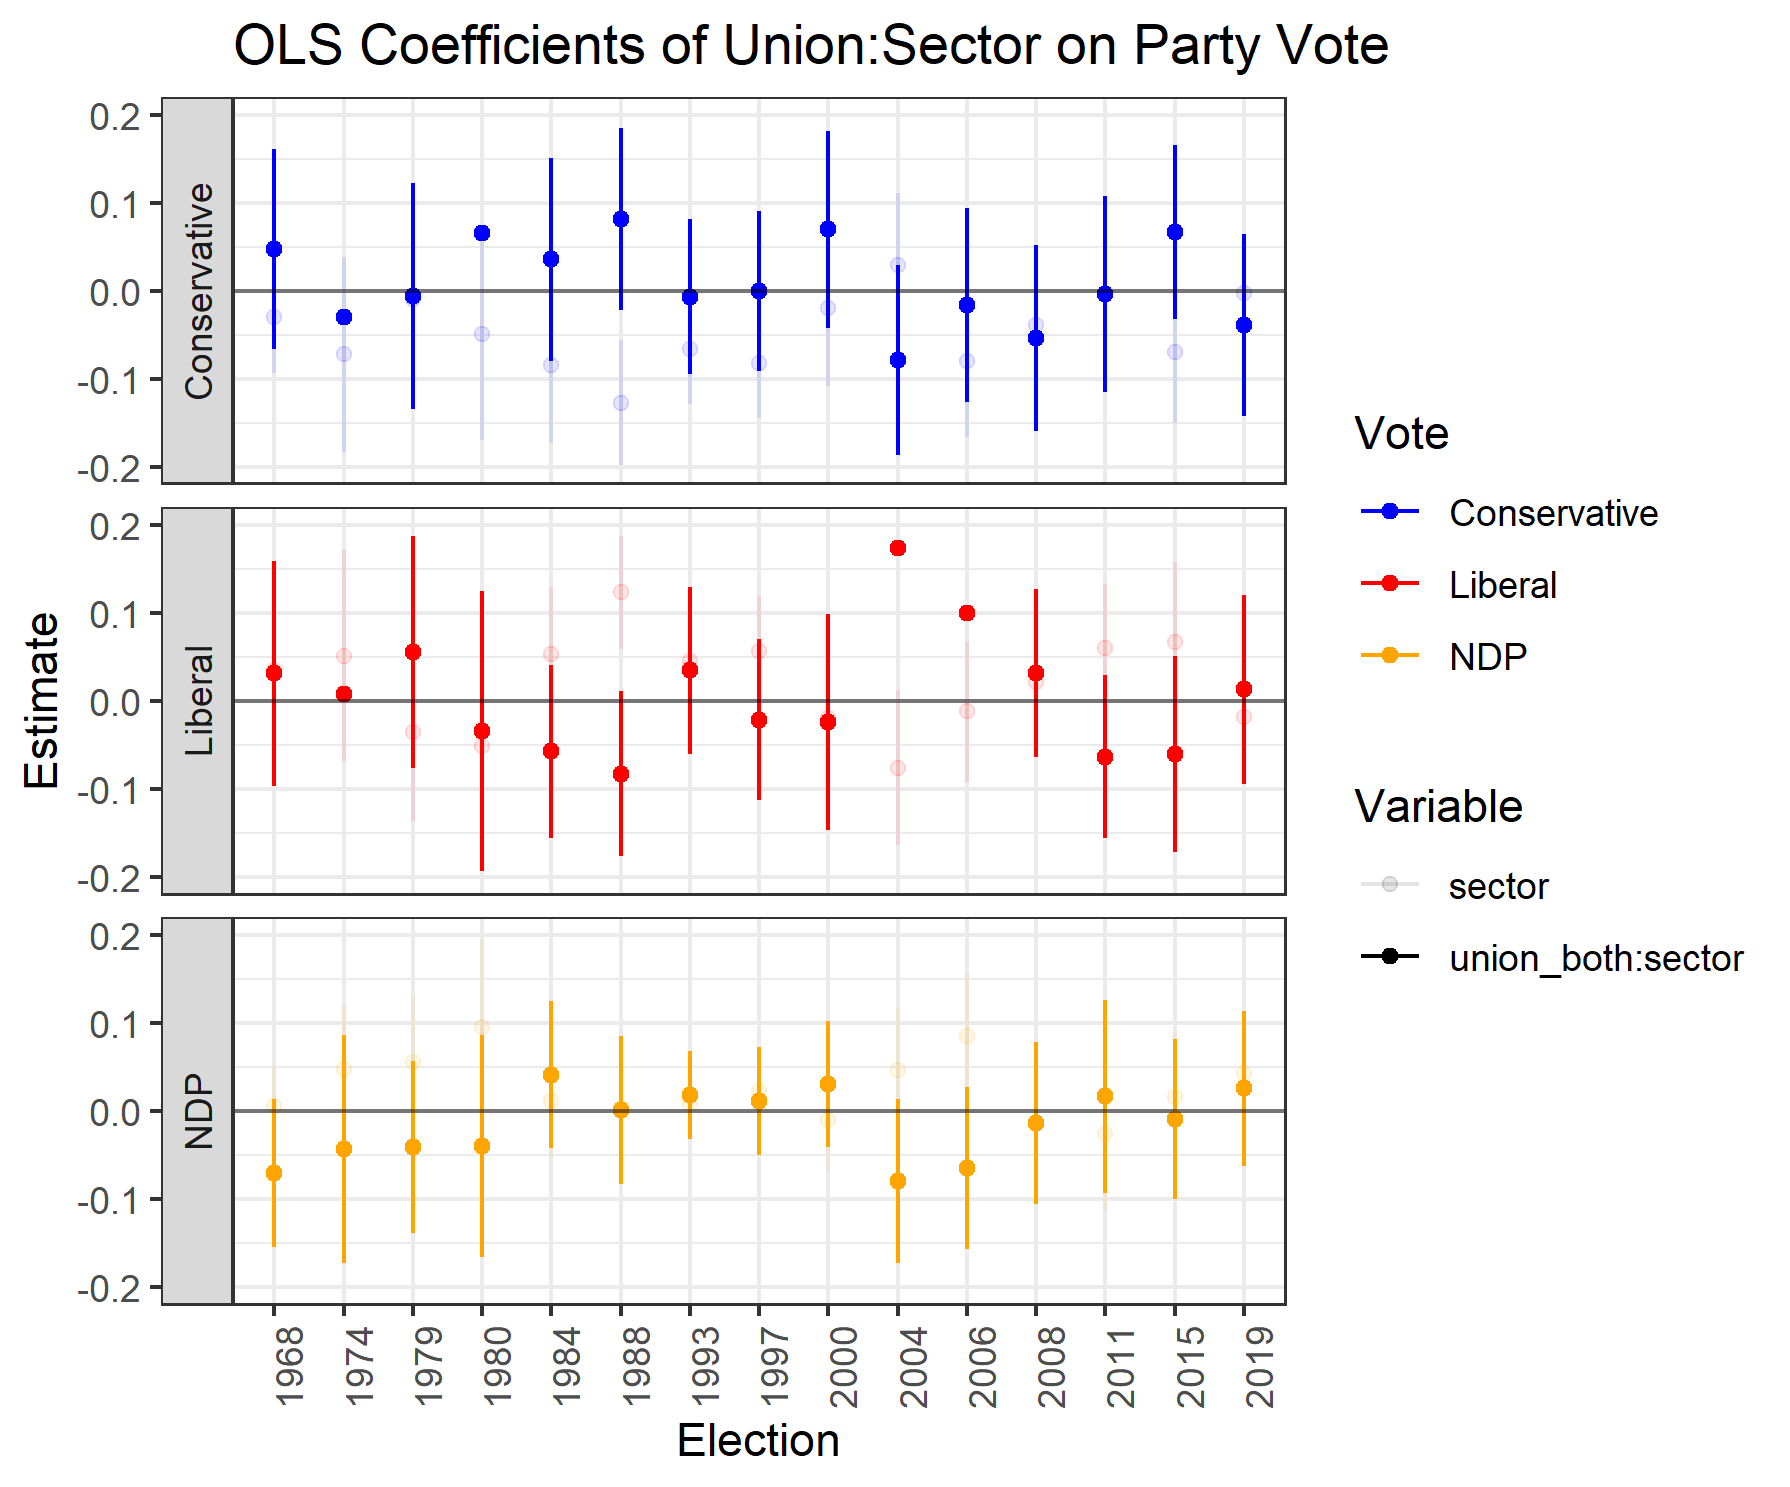 OLS Coefficients of Union:Sector on Party Vote
Estimate
Conservative
0.2
0.1
0.0
-0.1
-0.2
Liberal
0.2
0.1
0.0
-0.1
-0.2
NDP
0.2
0.1
0.0
-0.1
-0.2
1968 1974 1979 1980 1984 1988 1993 1997 2000 2004 2006 2008 2011 2015 2019
Election
Vote
Conservative
Liberal
NDP
Variable
sector
union_both:sector